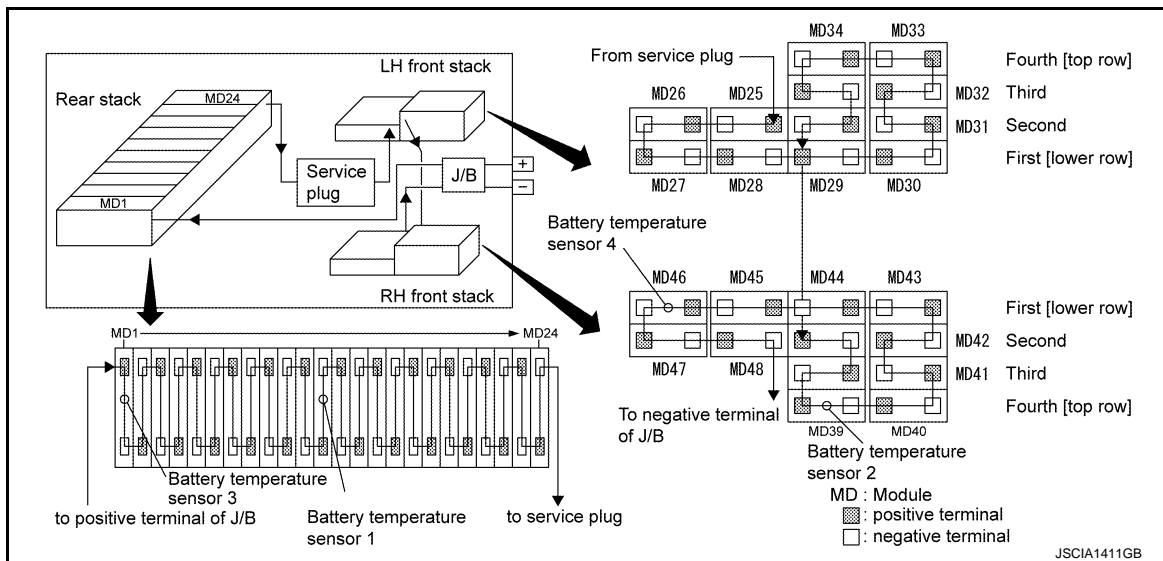 LH front stack
Rear stack
MD24
Service
plug
J/B
+
−
MD1
RH front stack
MD1
MD24
Battery temperature
sensor 3
to positive terminal of J/B
Battery temperature
sensor 1
to service plug
From service plug
MD34
MD33
Fourth [top row]
MD32
Third
MD26
MD25
MD31
Second
First [lower row]
MD27
MD28
MD29
MD30
Battery temperature
sensor 4
MD46
MD45
MD44
MD43
First [lower row]
MD42
Second
MD47
MD48
MD41
Third
To negative terminal
of J/B
Fourth [top row]
MD39
MD40
Battery temperature
sensor 2
MD : Module
: positive terminal
: negative terminal
JSCIA1411GB